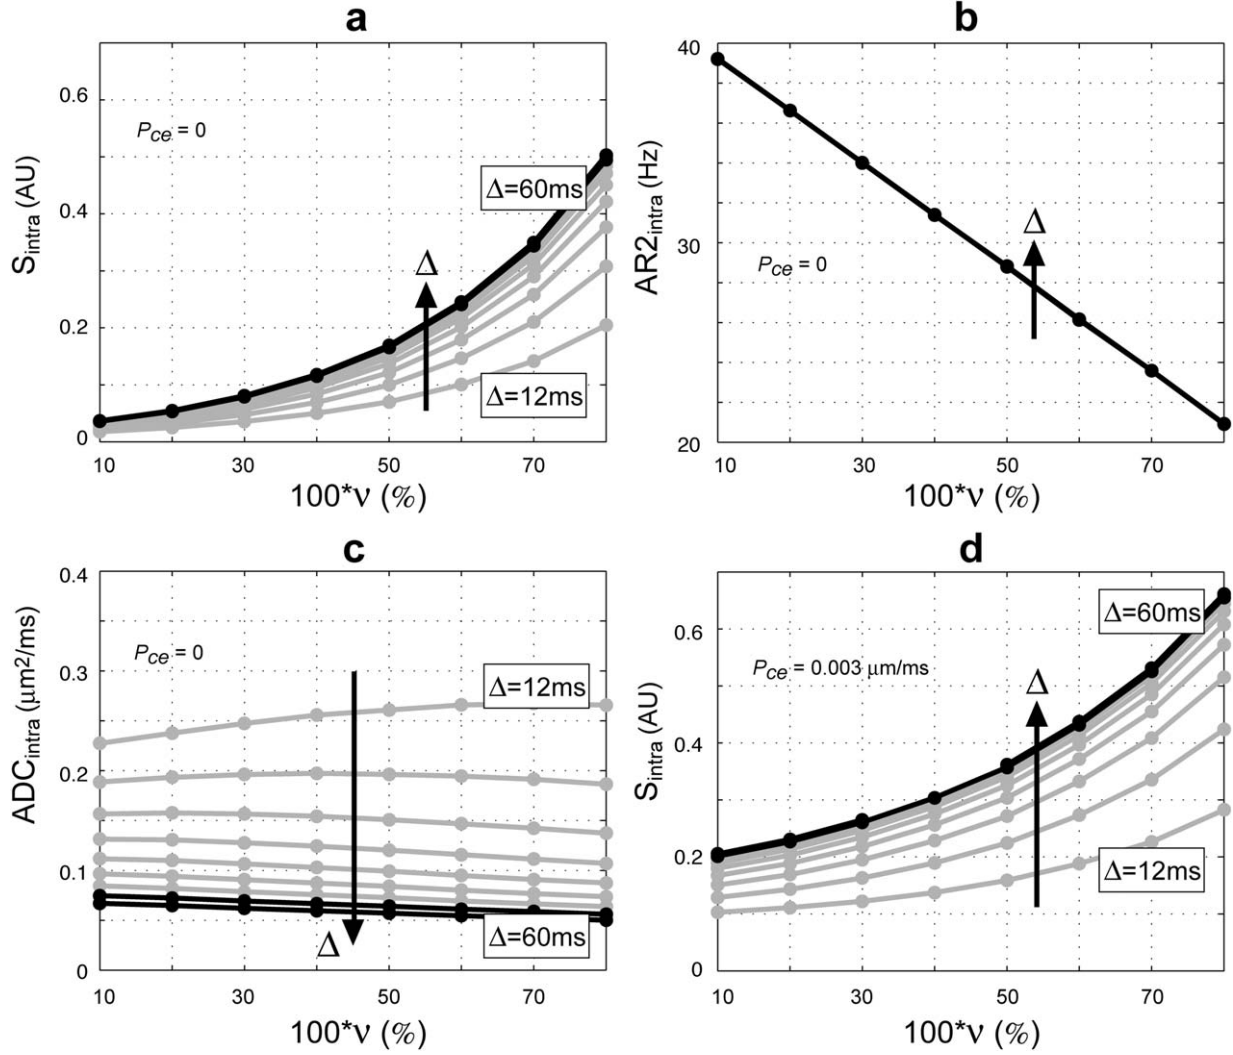 a
0.6
0.4
0.2
0
S_intra (AU)
P_ce = 0
Δ=60ms
Δ
Δ=12ms
10 30 50 70
100*ν (%)
b
40
30
20
AR2_intra (Hz)
P_ce = 0
Δ
10 30 50 70
100*ν (%)
c
0.4
0.3
0.2
0.1
0
ADC_intra (μm²/ms)
P_ce = 0
Δ=12ms
Δ=60ms
Δ
10 30 50 70
100*ν (%)
d
0.6
0.4
0.2
0
S_intra (AU)
P_ce = 0.003 μm/ms
Δ=60ms
Δ
Δ=12ms
10 30 50 70
100*ν (%)